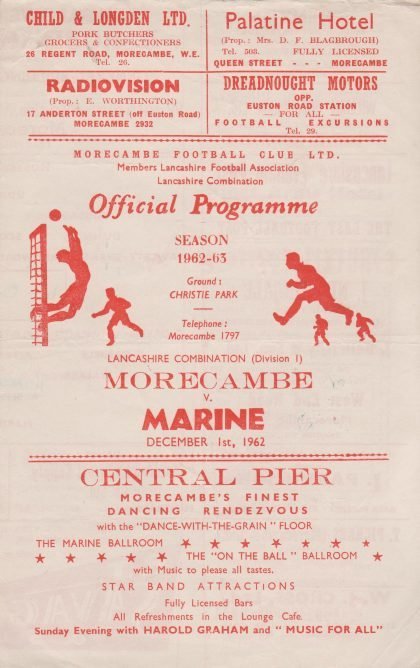 CHILD & LONGDEN LTD.
PORK BUTCHERS
GROCERS & CONFECTIONERS
26 REGENT ROAD, MORECAMBE, W.E.
Tel. 26.
Palatine Hotel
(Prop.: Mrs. D. F. BLAGBROUGH)
Tel. 503. FULLY LICENSED
QUEEN STREET - - - MORECAMBE
RADIOVISION
(Prop.: E. WORTHINGTON)
17 ANDERTON STREET (off Euston Road)
MORECAMBE 2932
DREADNOUGHT MOTORS
OPP.
EUSTON ROAD STATION
— FOR ALL —
FOOTBALL EXCURSIONS
Tel. 29.
MORECAMBE FOOTBALL CLUB LTD.
Members Lancashire Football Association
Lancashire Combination
Official Programme
SEASON
1962-63
Ground:
CHRISTIE PARK
Telephone:
Morecambe 1797
LANCASHIRE COMBINATION (Division 1)
MORECAMBE
v.
MARINE
DECEMBER 1st, 1962
CENTRAL PIER
MORECAMBE'S FINEST
DANCING RENDEZVOUS
with the "DANCE-WITH-THE-GRAIN" FLOOR
THE MARINE BALLROOM
THE "ON THE BALL" BALLROOM
with Music to please all tastes.
STAR BAND ATTRACTIONS
Fully Licensed Bars
All Refreshments in the Lounge Cafe.
Sunday Evening with HAROLD GRAHAM and "MUSIC FOR ALL"